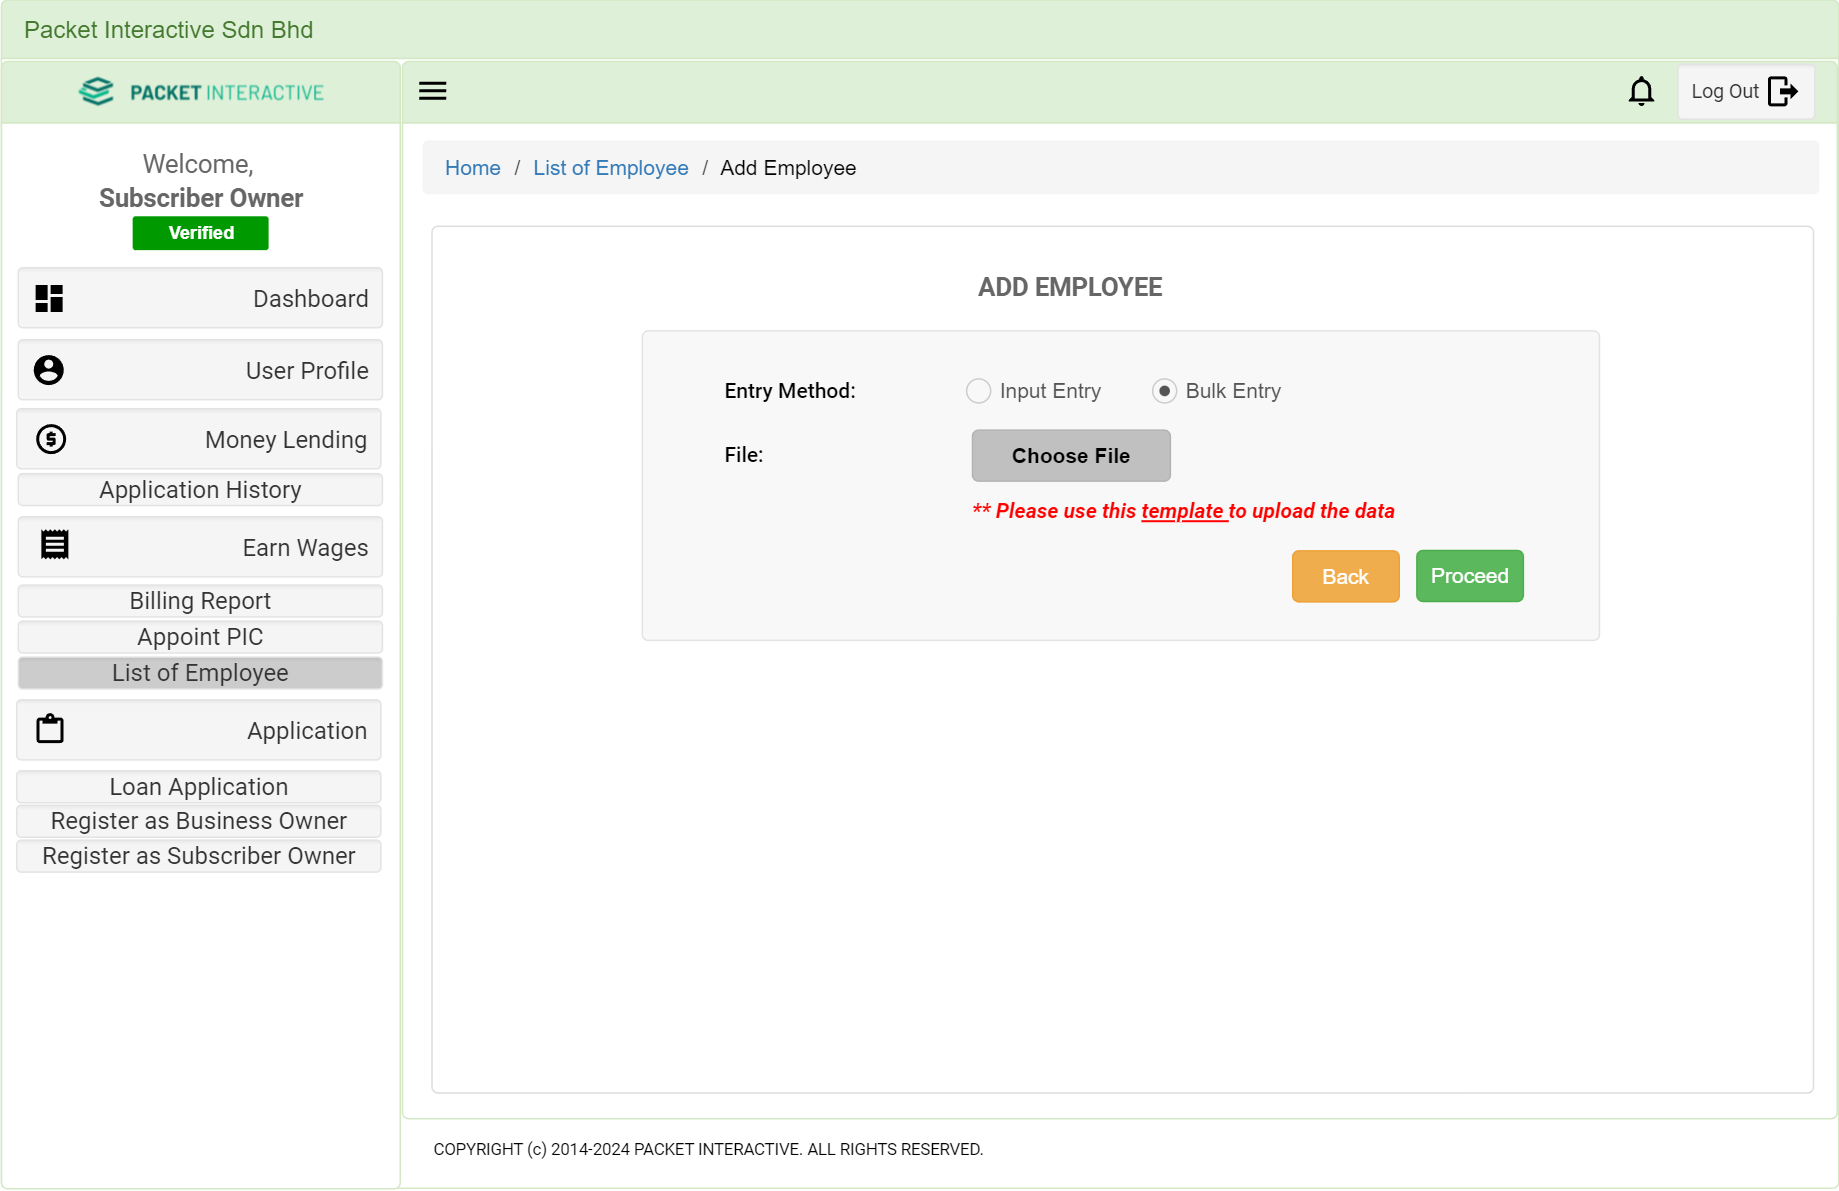 Packet Interactive Sdn Bhd
PACKET INTERACTIVE
Log Out
Welcome,
Subscriber Owner
Verified
Dashboard
User Profile
Money Lending
Application History
Earn Wages
Billing Report
Appoint PIC
List of Employee
Application
Loan Application
Register as Business Owner
Register as Subscriber Owner
Home / List of Employee / Add Employee
ADD EMPLOYEE
Entry Method: Input Entry Bulk Entry
File: Choose File
** Please use this template to upload the data
Back Proceed
COPYRIGHT (c) 2014-2024 PACKET INTERACTIVE. ALL RIGHTS RESERVED.